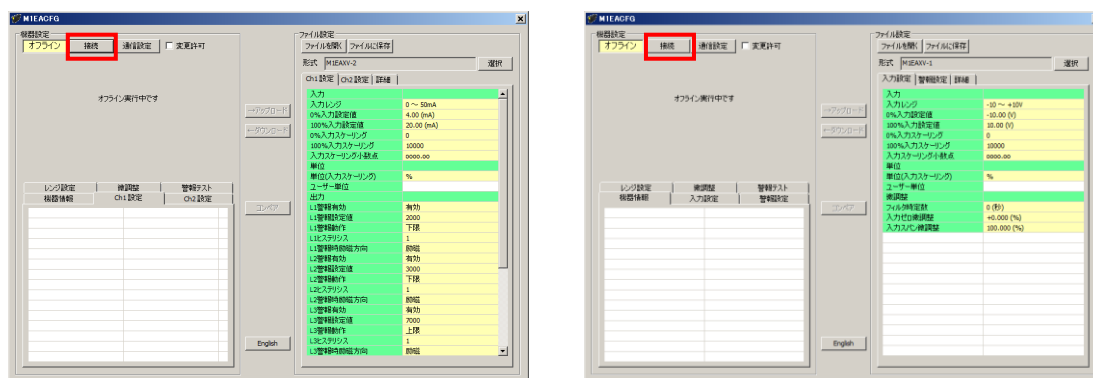 M1EACFG
機器設定
オフライン 接続 通信設定 変更許可
オフライン実行中です
→アップロード
←ダウンロード
レンジ設定 微調整 警報テスト
機器情報 Ch1 設定 Ch2 設定
コンペア
English
ファイル設定
ファイルを開く ファイルに保存
形式 M1EAXV-2 選択
Ch1 設定 Ch2 設定 詳細
入力
入力レンジ 0 ～ 50mA
0%入力設定値 4.00 (mA)
100%入力設定値 20.00 (mA)
0%入力スケーリング 0
100%入力スケーリング 10000
入力スケーリング小数点 0000.00
単位
単位(入力スケーリング) %
ユーザー単位
出力
L1警報有効 有効
L1警報設定値 2000
L1警報動作 下限
L1ヒステリシス 1
L1警報時励磁方向 励磁
L2警報有効 有効
L2警報設定値 3000
L2警報動作 下限
L2ヒステリシス 1
L2警報時励磁方向 励磁
L3警報有効 有効
L3警報設定値 7000
L3警報動作 上限
L3ヒステリシス 1
L3警報時励磁方向 励磁
M1EACFG
機器設定
オフライン 接続 通信設定 変更許可
オフライン実行中です
→アップロード
←ダウンロード
レンジ設定 微調整 警報テスト
機器情報 入力設定 警報設定
コンペア
English
ファイル設定
ファイルを開く ファイルに保存
形式 M1EAXV-1 選択
入力設定 警報設定 詳細
入力
入力レンジ -10 ～ +10V
0%入力設定値 -10.00 (V)
100%入力設定値 10.00 (V)
0%入力スケーリング 0
100%入力スケーリング 10000
入力スケーリング小数点 0000.00
単位
単位(入力スケーリング) %
ユーザー単位
微調整
フィルタ時定数 0 (秒)
入力ゼロ微調整 +0.000 (%)
入力スパン微調整 100.000 (%)